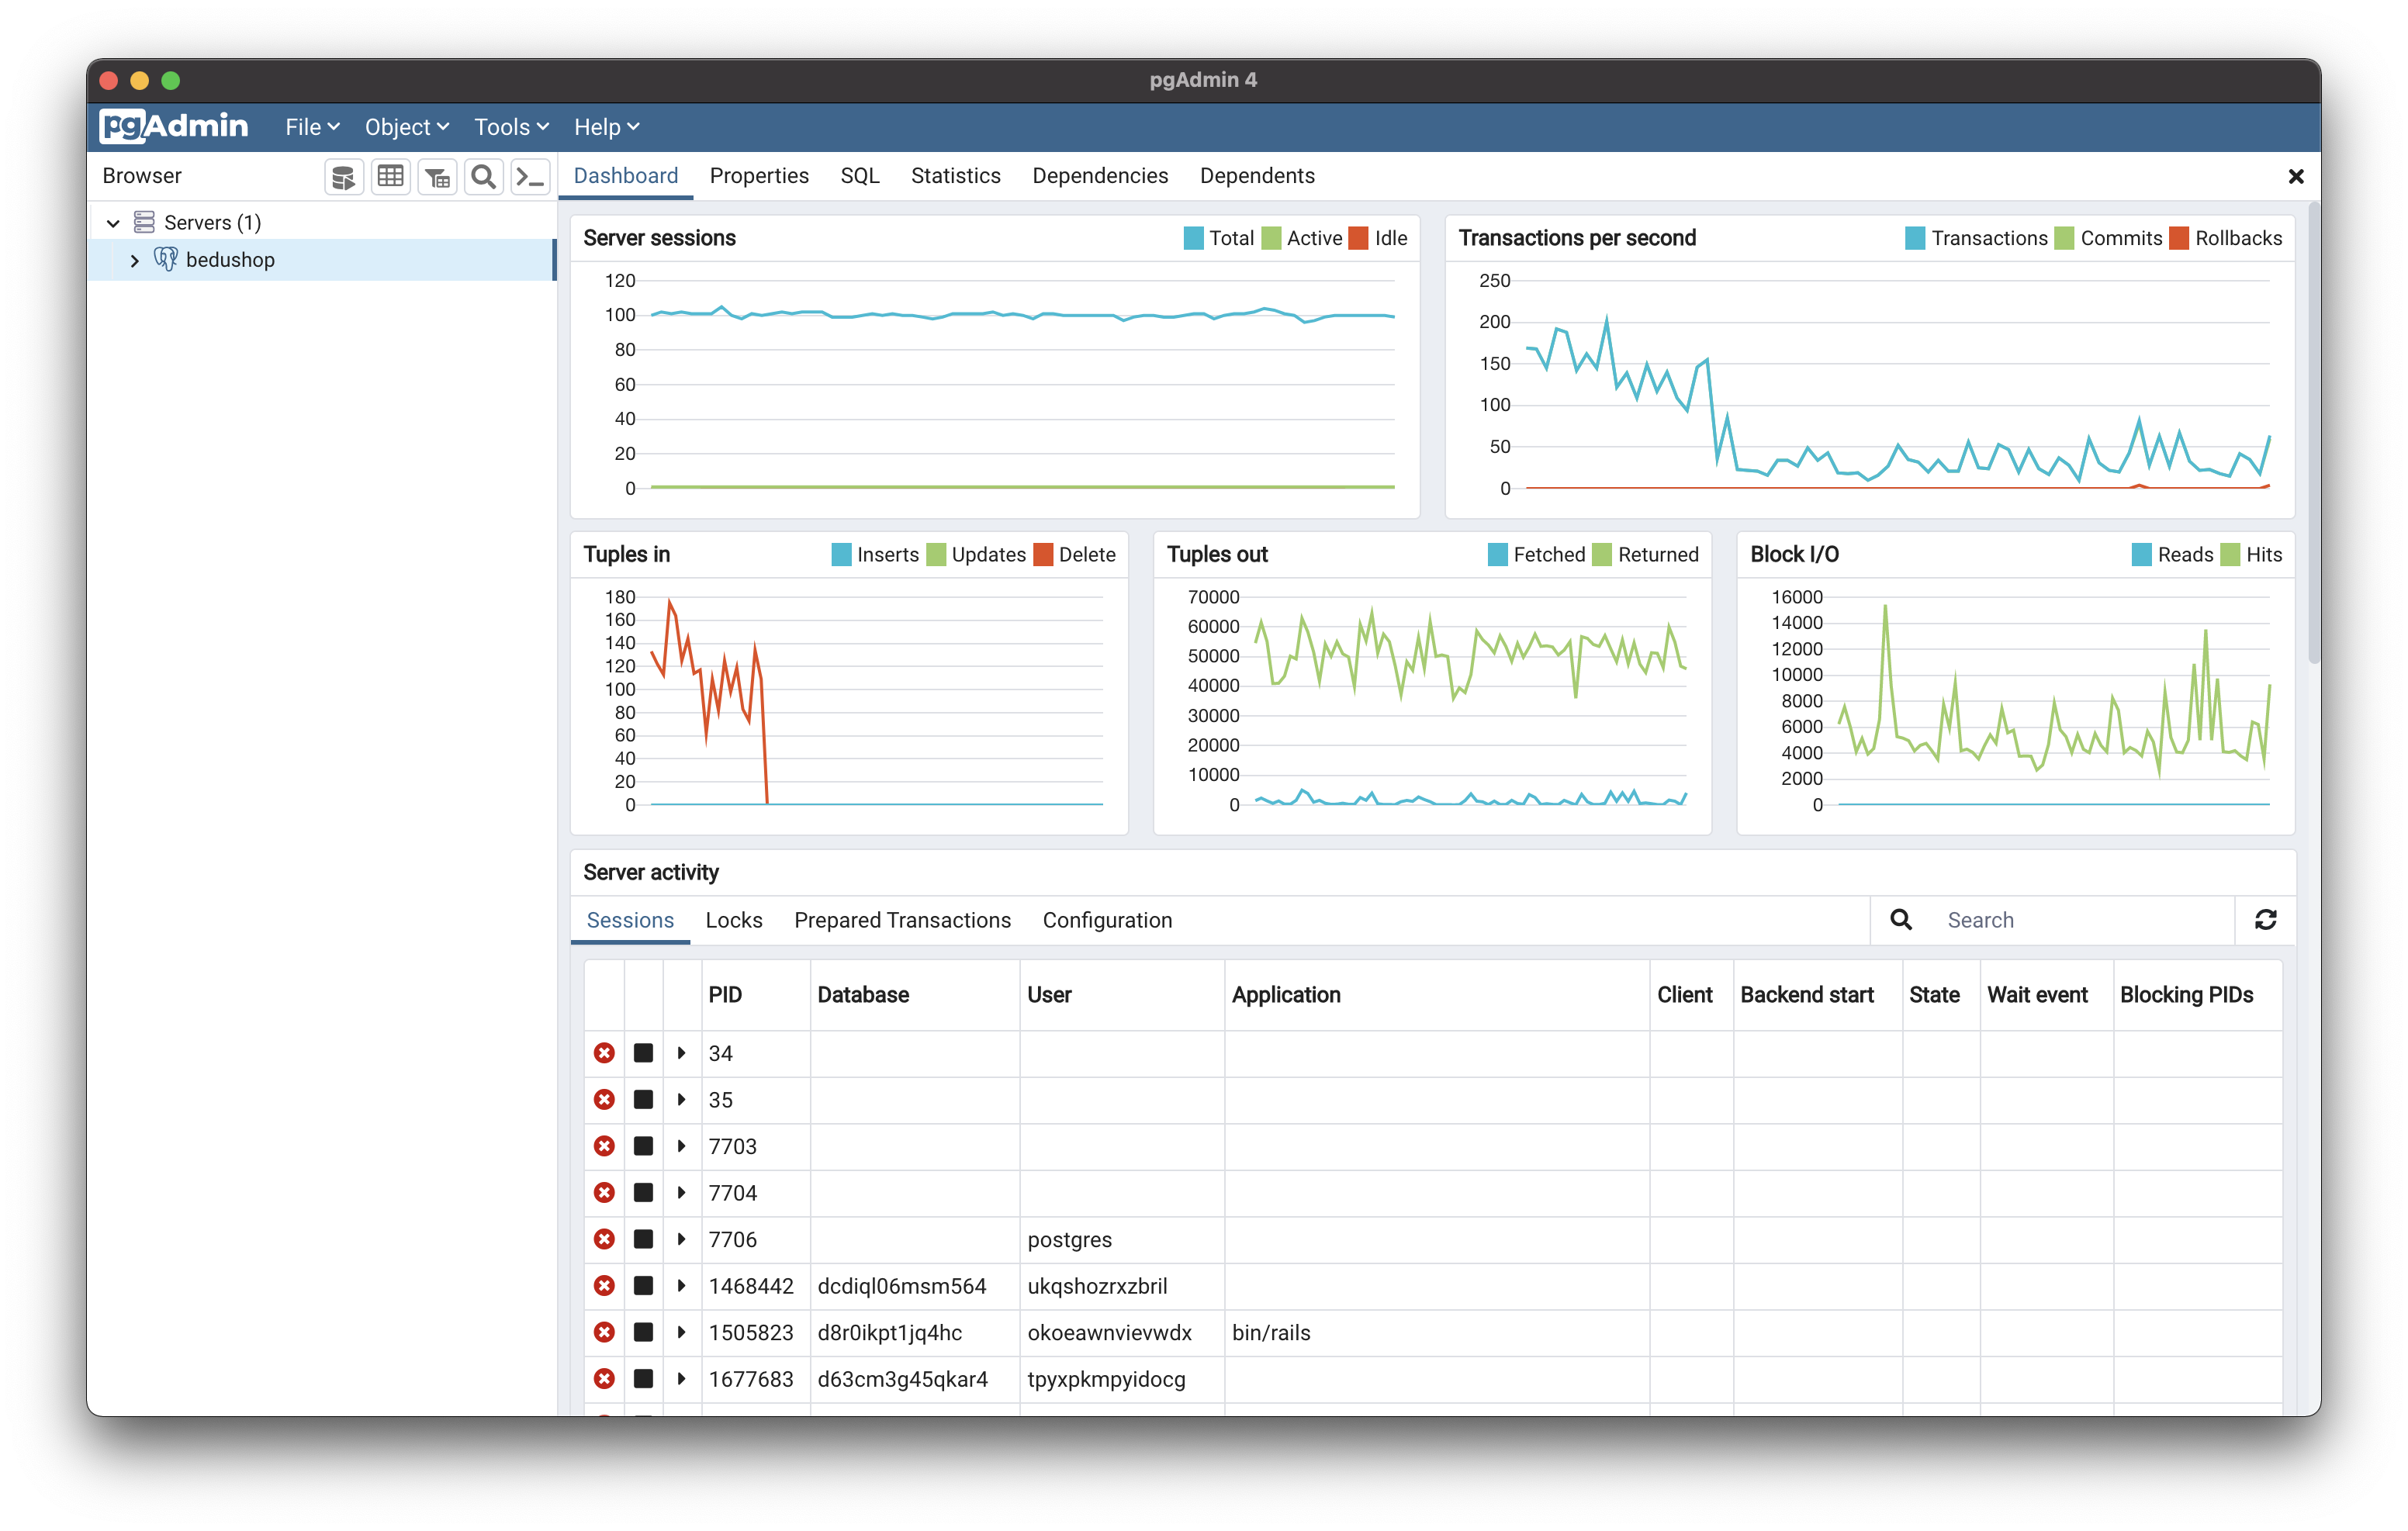 pgAdmin 4
pgAdmin File Object Tools Help
Browser
Dashboard Properties SQL Statistics Dependencies Dependents
Servers (1)
bedushop
Server sessions Total Active Idle
120
100
80
60
40
20
0
Transactions per second Transactions Commits Rollbacks
250
200
150
100
50
0
Tuples in Inserts Updates Delete
180
160
140
120
100
80
60
40
20
0
Tuples out Fetched Returned
70000
60000
50000
40000
30000
20000
10000
0
Block I/O Reads Hits
16000
14000
12000
10000
8000
6000
4000
2000
0
Server activity
Sessions Locks Prepared Transactions Configuration Search
PID Database User Application Client Backend start State Wait event Blocking PIDs
34
35
7703
7704
7706 postgres
1468442 dcdiql06msm564 ukqshozrxzbril
1505823 d8r0ikpt1jq4hc okoeawnvievwdx bin/rails
1677683 d63cm3g45qkar4 tpyxpkmpyidocg